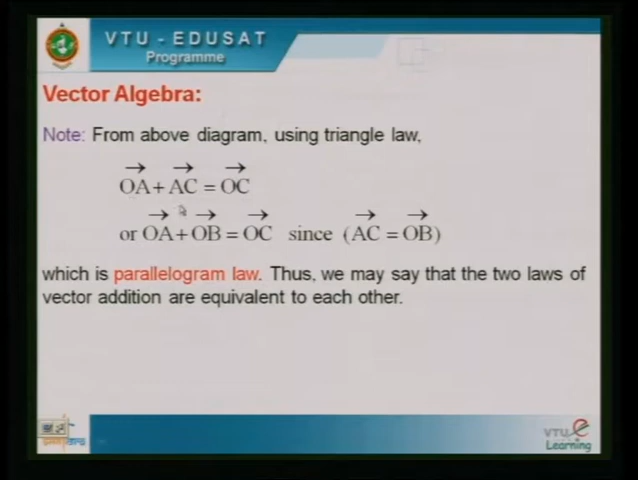 VTU - EDUSAT
Programme
Vector Algebra:
Note: From above diagram, using triangle law,
→ → →
OA + AC = OC
→ → → → →
or OA + OB = OC since (AC = OB)
which is parallelogram law. Thus, we may say that the two laws of
vector addition are equivalent to each other.
VTU e
Learning